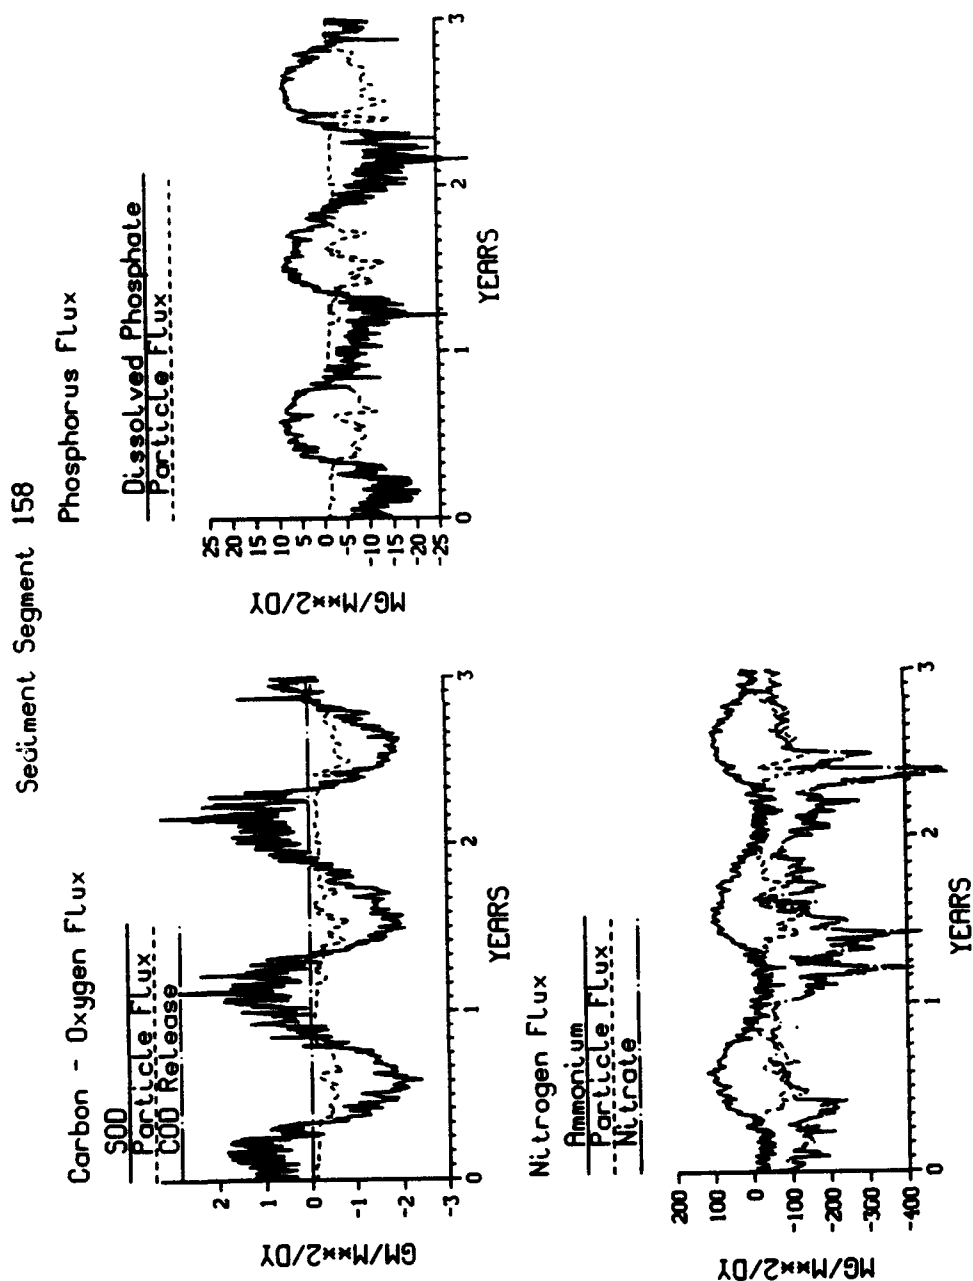 Sediment Segment 158
Carbon - Oxygen Flux
SOD
Particle Flux
COD Release
GM/M**2/DY
2
1
0
-1
-2
-3
0
1
2
3
YEARS
Phosphorus Flux
Dissolved Phosphate
Particle Flux
MG/M**2/DY
25
20
15
10
5
0
-5
-10
-15
-20
-25
0
1
2
3
YEARS
Nitrogen Flux
Ammonium
Particle Flux
Nitrate
MG/M**2/DY
200
100
0
-100
-200
-300
-400
0
1
2
3
YEARS